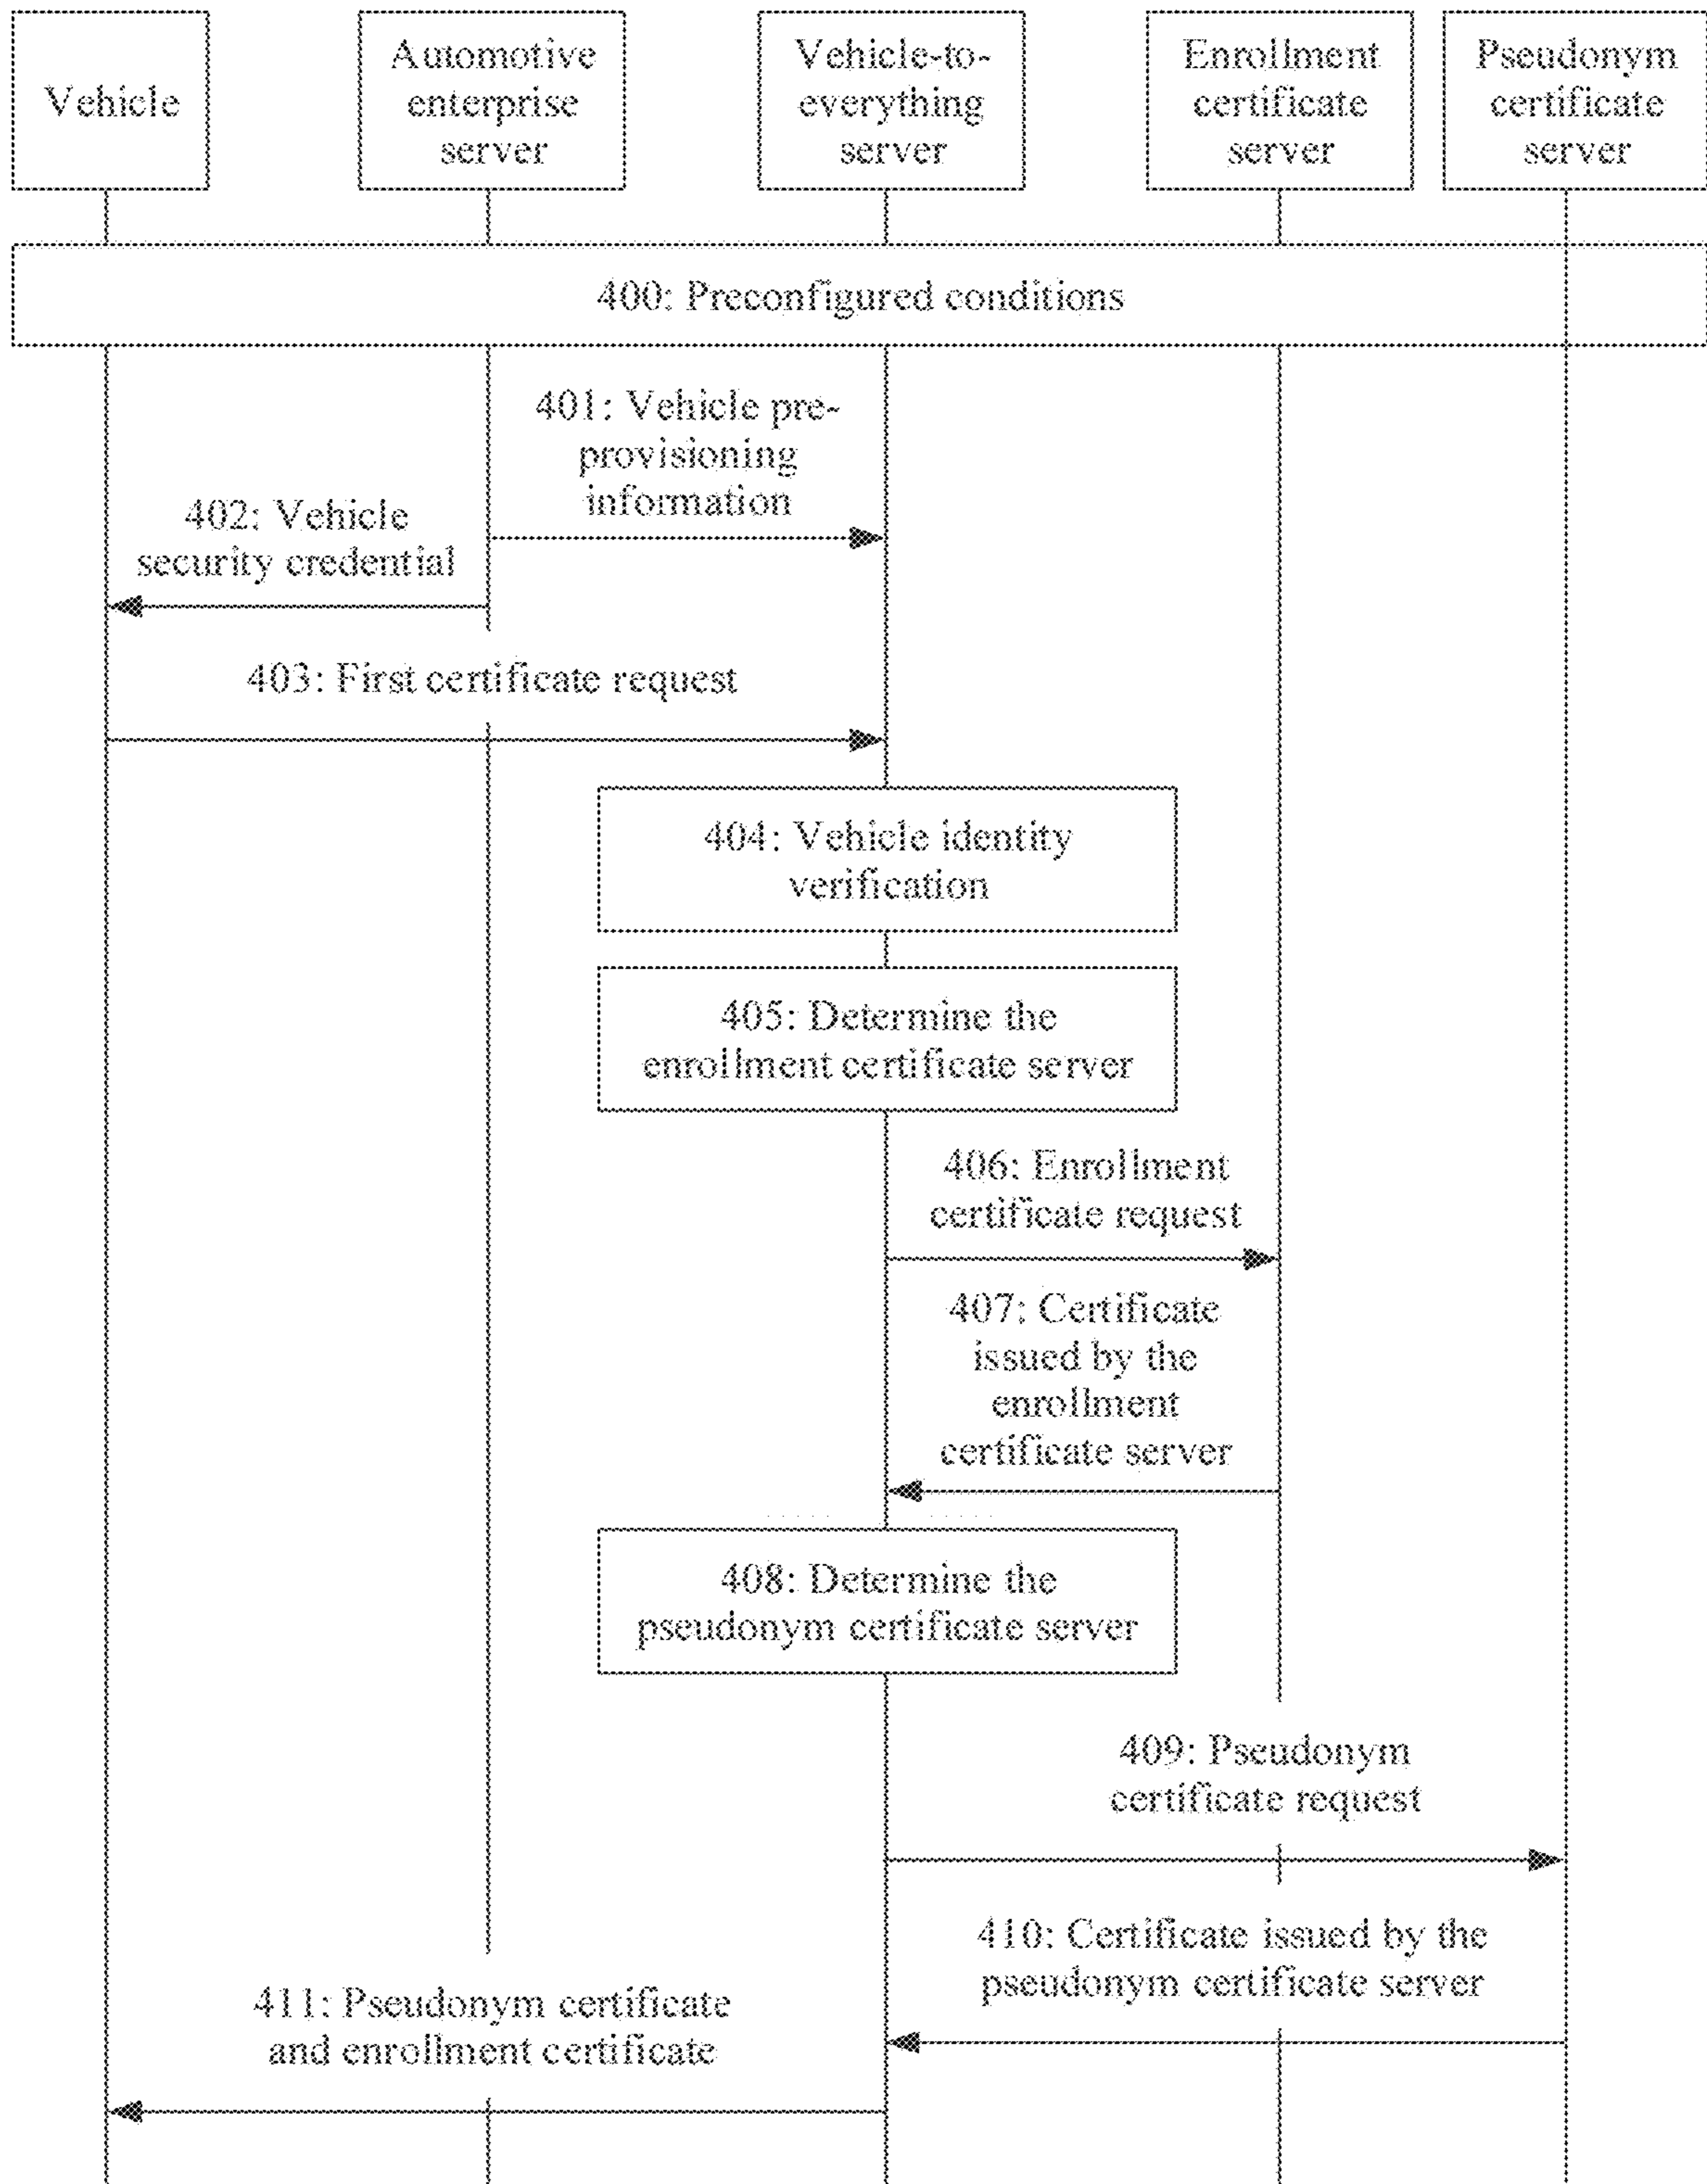 Vehicle
Automotive
enterprise
server
Vehicle-to-
everything
server
Enrollment
certificate
server
Pseudonym
certificate
server
400: Preconfigured conditions
401: Vehicle pre-
provisioning
information
402: Vehicle
security credential
403: First certificate request
404: Vehicle identity
verification
405: Determine the
enrollment certificate server
406: Enrollment
certificate request
407: Certificate
issued by the
enrollment
certificate server
408: Determine the
pseudonym certificate server
409: Pseudonym
certificate request
410: Certificate issued by the
pseudonym certificate server
411: Pseudonym certificate
and enrollment certificate